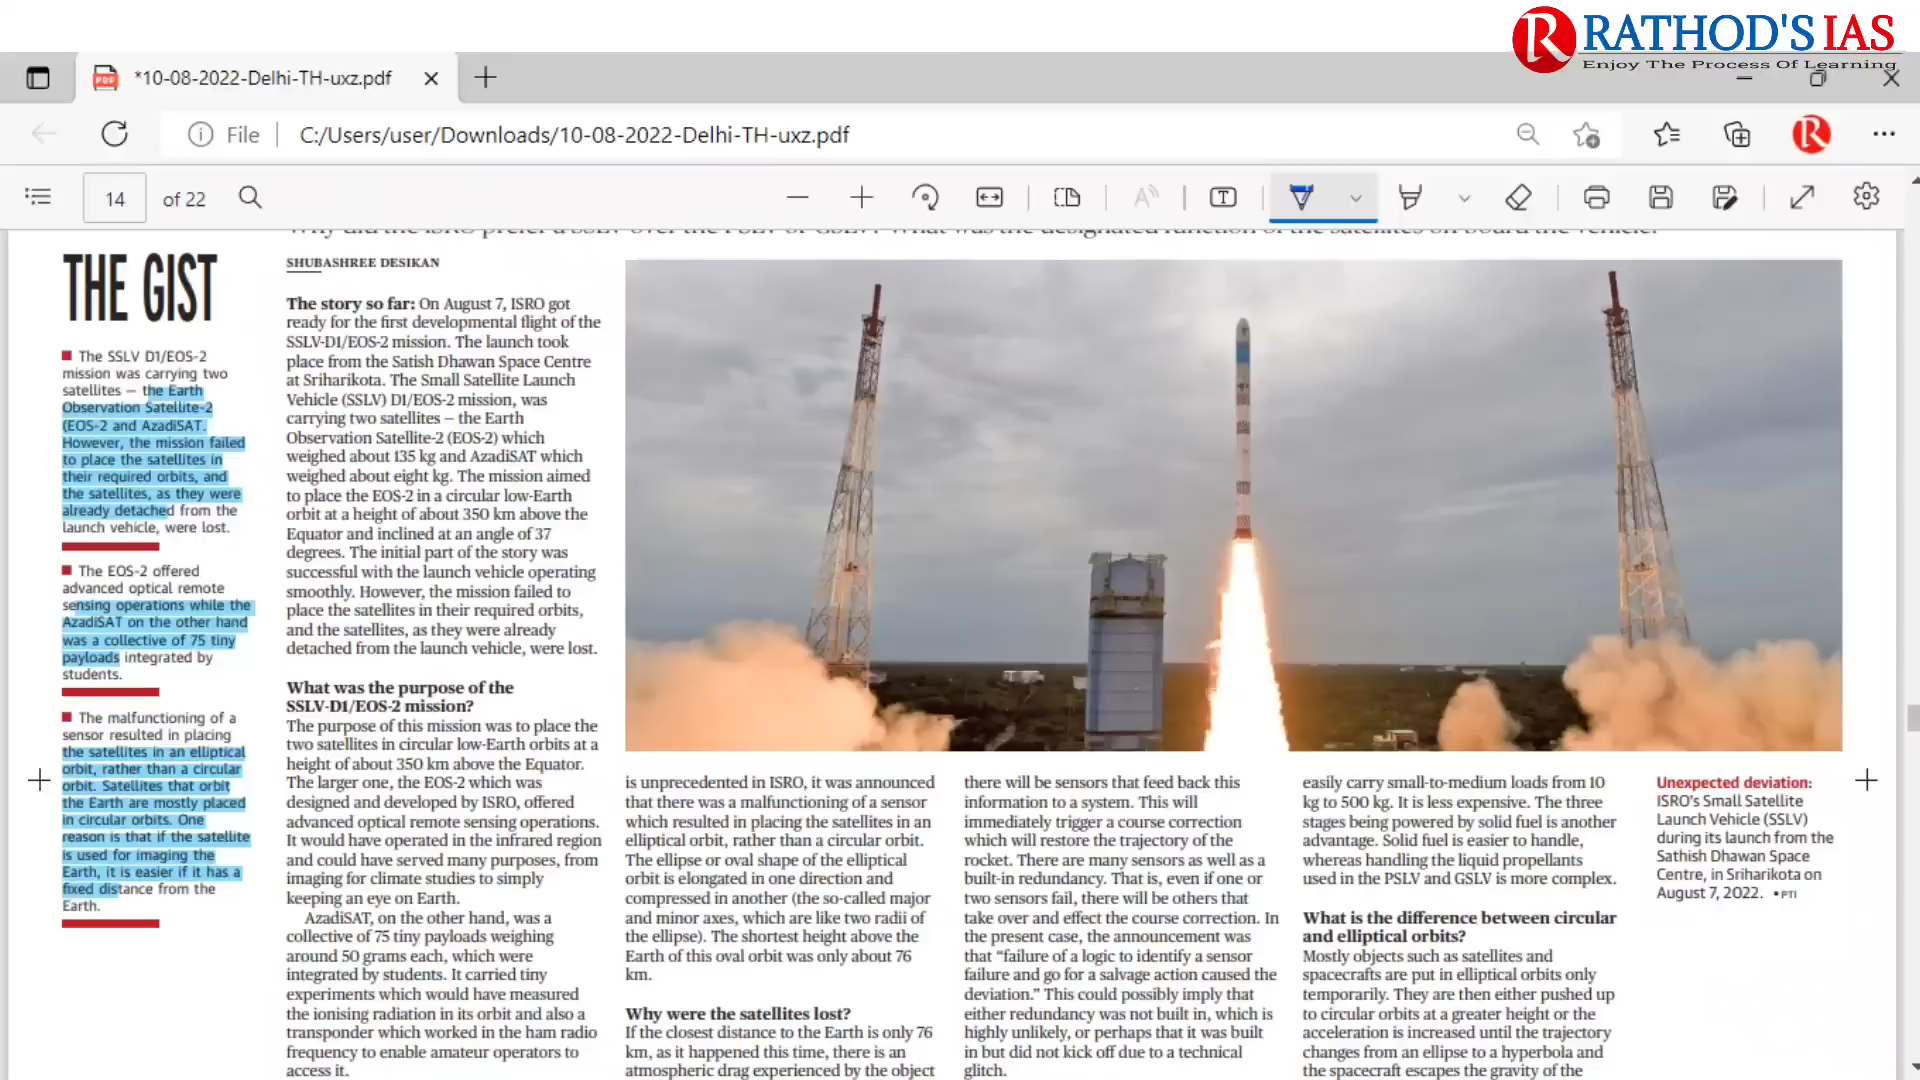 RATHOD'S IAS
Enjoy The Process Of Learning
*10-08-2022-Delhi-TH-uxz.pdf
File
C:/Users/user/Downloads/10-08-2022-Delhi-TH-uxz.pdf
14 of 22
Why did the ISRO prefer a SSLV over the PSLV or GSLV? What was the designated function of the satellites on board the vehicle?
THE GIST
The SSLV D1/EOS-2
mission was carrying two
satellites — the Earth
Observation Satellite-2
(EOS-2 and AzadiSAT.
However, the mission failed
to place the satellites in
their required orbits, and
the satellites, as they were
already detached from the
launch vehicle, were lost.
The EOS-2 offered
advanced optical remote
sensing operations while the
AzadiSAT on the other hand
was a collective of 75 tiny
payloads integrated by
students.
The malfunctioning of a
sensor resulted in placing
the satellites in an elliptical
orbit, rather than a circular
orbit. Satellites that orbit
the Earth are mostly placed
in circular orbits. One
reason is that if the satellite
is used for imaging the
Earth, it is easier if it has a
fixed distance from the
Earth.
SHUBASHREE DESIKAN
The story so far: On August 7, ISRO got
ready for the first developmental flight of the
SSLV-D1/EOS-2 mission. The launch took
place from the Satish Dhawan Space Centre
at Sriharikota. The Small Satellite Launch
Vehicle (SSLV) D1/EOS-2 mission, was
carrying two satellites – the Earth
Observation Satellite-2 (EOS-2) which
weighed about 135 kg and AzadiSAT which
weighed about eight kg. The mission aimed
to place the EOS-2 in a circular low-Earth
orbit at a height of about 350 km above the
Equator and inclined at an angle of 37
degrees. The initial part of the story was
successful with the launch vehicle operating
smoothly. However, the mission failed to
place the satellites in their required orbits,
and the satellites, as they were already
detached from the launch vehicle, were lost.
What was the purpose of the
SSLV-D1/EOS-2 mission?
The purpose of this mission was to place the
two satellites in circular low-Earth orbits at a
height of about 350 km above the Equator.
The larger one, the EOS-2 which was
designed and developed by ISRO, offered
advanced optical remote sensing operations.
It would have operated in the infrared region
and could have served many purposes, from
imaging for climate studies to simply
keeping an eye on Earth.
AzadiSAT, on the other hand, was a
collective of 75 tiny payloads weighing
around 50 grams each, which were
integrated by students. It carried tiny
experiments which would have measured
the ionising radiation in its orbit and also a
transponder which worked in the ham radio
frequency to enable amateur operators to
access it.
is unprecedented in ISRO, it was announced
that there was a malfunctioning of a sensor
which resulted in placing the satellites in an
elliptical orbit, rather than a circular orbit.
The ellipse or oval shape of the elliptical
orbit is elongated in one direction and
compressed in another (the so-called major
and minor axes, which are like two radii of
the ellipse). The shortest height above the
Earth of this oval orbit was only about 76
km.
Why were the satellites lost?
If the closest distance to the Earth is only 76
km, as it happened this time, there is an
atmospheric drag experienced by the object
there will be sensors that feed back this
information to a system. This will
immediately trigger a course correction
which will restore the trajectory of the
rocket. There are many sensors as well as a
built-in redundancy. That is, even if one or
two sensors fail, there will be others that
take over and effect the course correction. In
the present case, the announcement was
that “failure of a logic to identify a sensor
failure and go for a salvage action caused the
deviation.” This could possibly imply that
either redundancy was not built in, which is
highly unlikely, or perhaps that it was built
in but did not kick off due to a technical
glitch.
easily carry small-to-medium loads from 10
kg to 500 kg. It is less expensive. The three
stages being powered by solid fuel is another
advantage. Solid fuel is easier to handle,
whereas handling the liquid propellants
used in the PSLV and GSLV is more complex.
What is the difference between circular
and elliptical orbits?
Mostly objects such as satellites and
spacecrafts are put in elliptical orbits only
temporarily. They are then either pushed up
to circular orbits at a greater height or the
acceleration is increased until the trajectory
changes from an ellipse to a hyperbola and
the spacecraft escapes the gravity of the
Unexpected deviation:
ISRO's Small Satellite
Launch Vehicle (SSLV)
during its launch from the
Sathish Dhawan Space
Centre, in Sriharikota on
August 7, 2022. • PTI